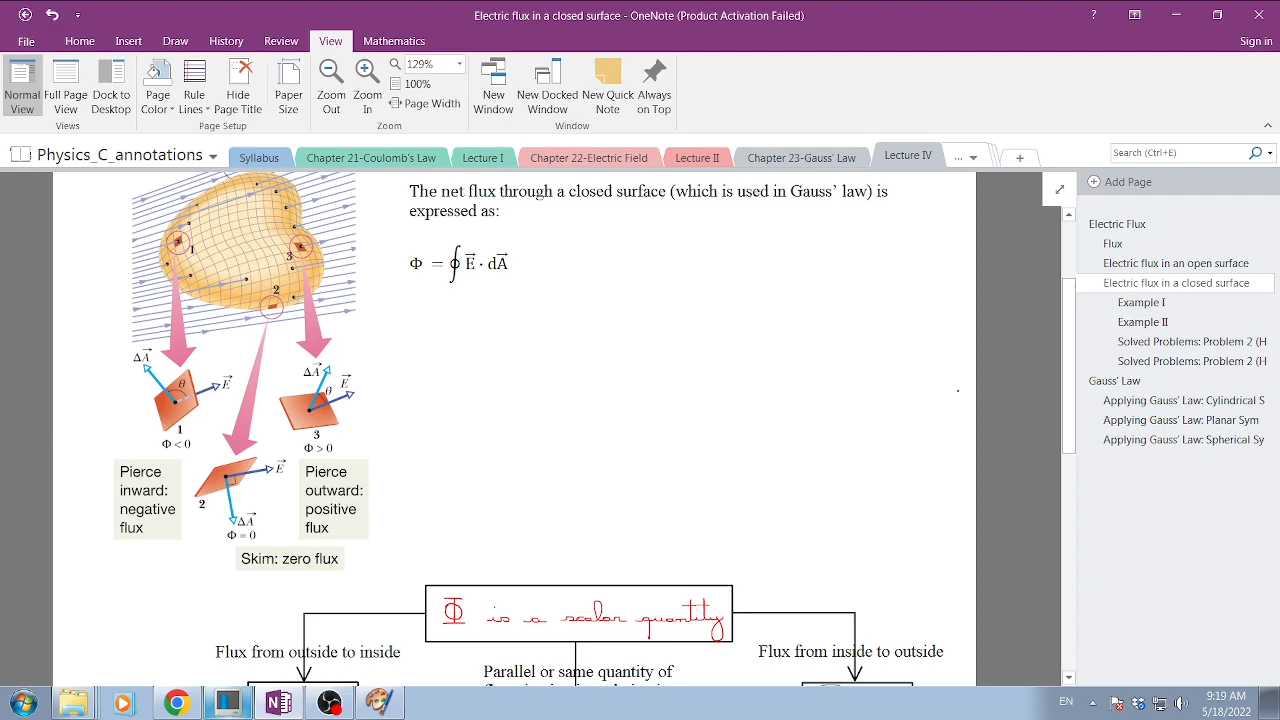 Electric flux in a closed surface - OneNote (Product Activation Failed)
?
File Home Insert Draw History Review View Mathematics
Sign in
Normal View
Full Page View
Dock to Desktop
Views
Page Color
Rule Lines
Hide Page Title
Page Setup
Paper Size
Zoom Out
Zoom In
129%
100%
Page Width
Zoom
New Window
New Docked Window
New Quick Note
Always on Top
Window
Physics_C_annotations
Syllabus
Chapter 21-Coulomb's Law
Lecture I
Chapter 22-Electric Field
Lecture II
Chapter 23-Gauss' Law
Lecture IV
...
Search (Ctrl+E)
Add Page
Electric Flux
Flux
Electric flux in an open surface
Electric flux in a closed surface
Example I
Example II
Solved Problems: Problem 2 (H
Solved Problems: Problem 2 (H
Gauss' Law
Applying Gauss' Law: Cylindrical S
Applying Gauss' Law: Planar Sym
Applying Gauss' Law: Spherical Sy
The net flux through a closed surface (which is used in Gauss' law) is
expressed as:
Φ = ∮ E⃗ · dA⃗
1
3
2
ΔA⃗
θ
E⃗
1
Φ < 0
ΔA⃗
θ
E⃗
3
Φ > 0
E⃗
2
ΔA⃗
Φ = 0
Pierce
inward:
negative
flux
Pierce
outward:
positive
flux
Skim: zero flux
Φ is a scalar quantity
Flux from outside to inside
Parallel or same quantity of
Flux from inside to outside
EN
9:19 AM
5/18/2022